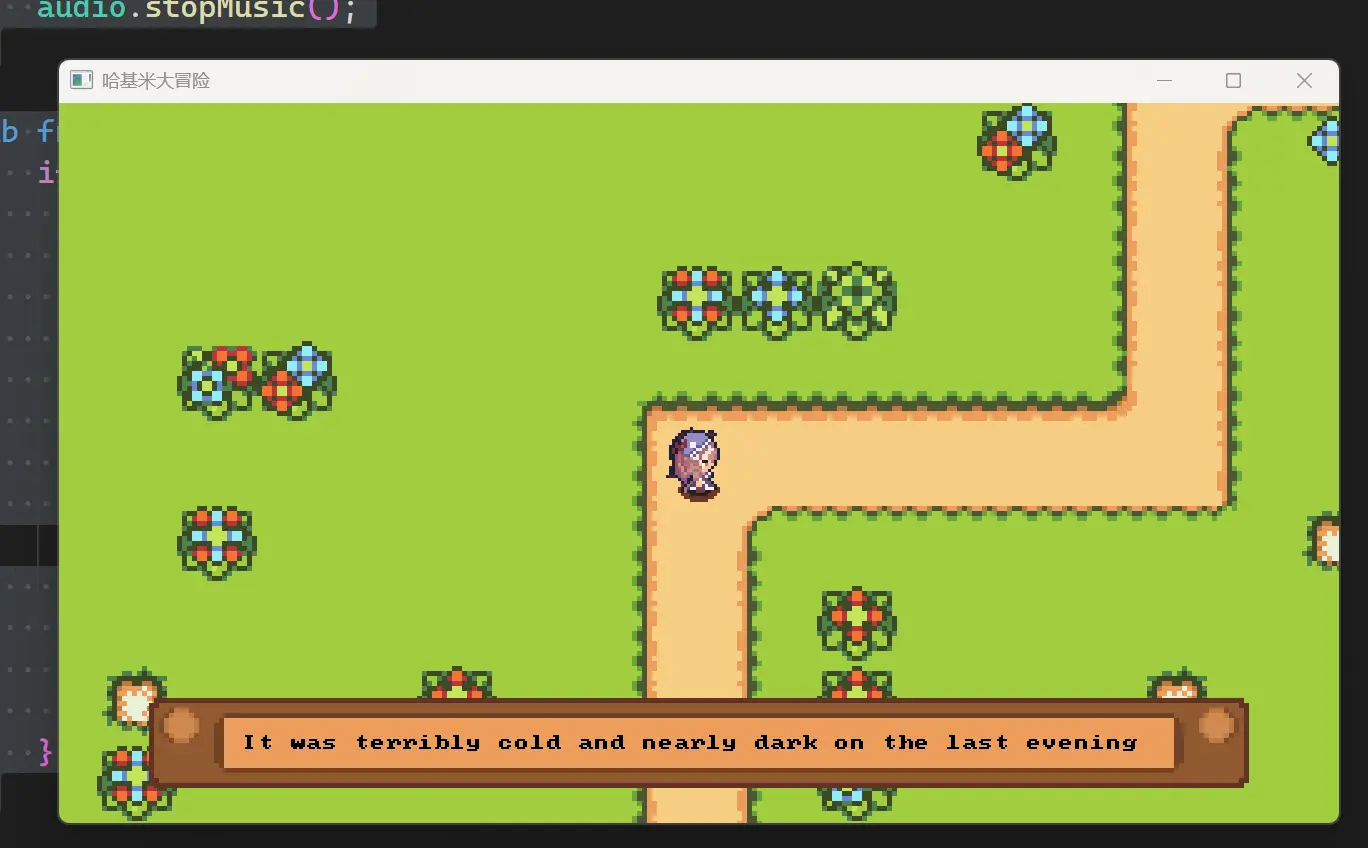 audio.stopMusic();
哈基米大冒险
b f
i
}
It was terribly cold and nearly dark on the last evening